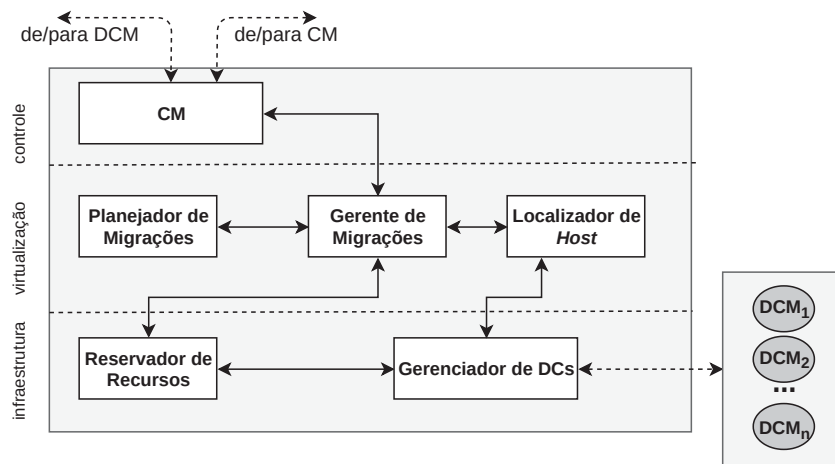 de/para DCM
de/para CM
controle
CM
virtualização
Planejador de
Migrações
Gerente de
Migrações
Localizador de
Host
infraestrutura
Reservador de
Recursos
Gerenciador de DCs
DCM1
DCM2
...
DCMn